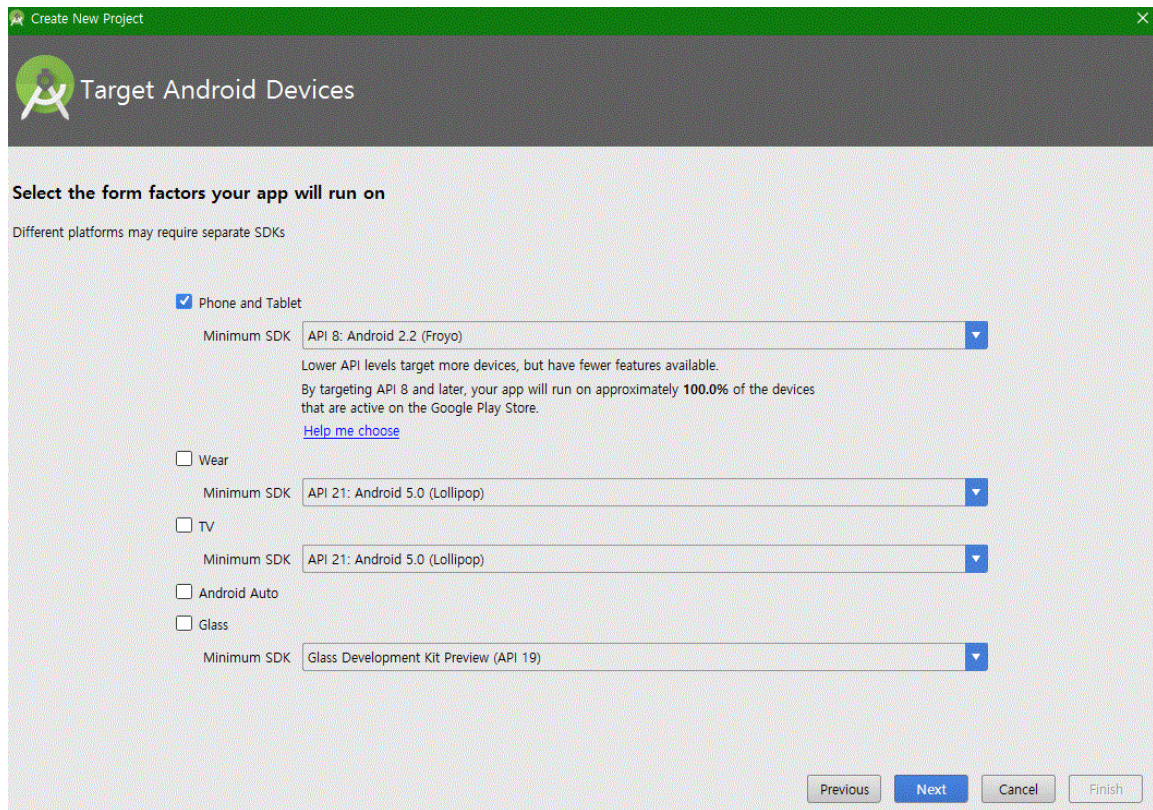 Create New Project
Target Android Devices
Select the form factors your app will run on
Different platforms may require separate SDKs
Phone and Tablet
Minimum SDK API 8: Android 2.2 (Froyo)
Lower API levels target more devices, but have fewer features available.
By targeting API 8 and later, your app will run on approximately 100.0% of the devices
that are active on the Google Play Store.
Help me choose
Wear
Minimum SDK API 21: Android 5.0 (Lollipop)
TV
Minimum SDK API 21: Android 5.0 (Lollipop)
Android Auto
Glass
Minimum SDK Glass Development Kit Preview (API 19)
Previous Next Cancel Finish